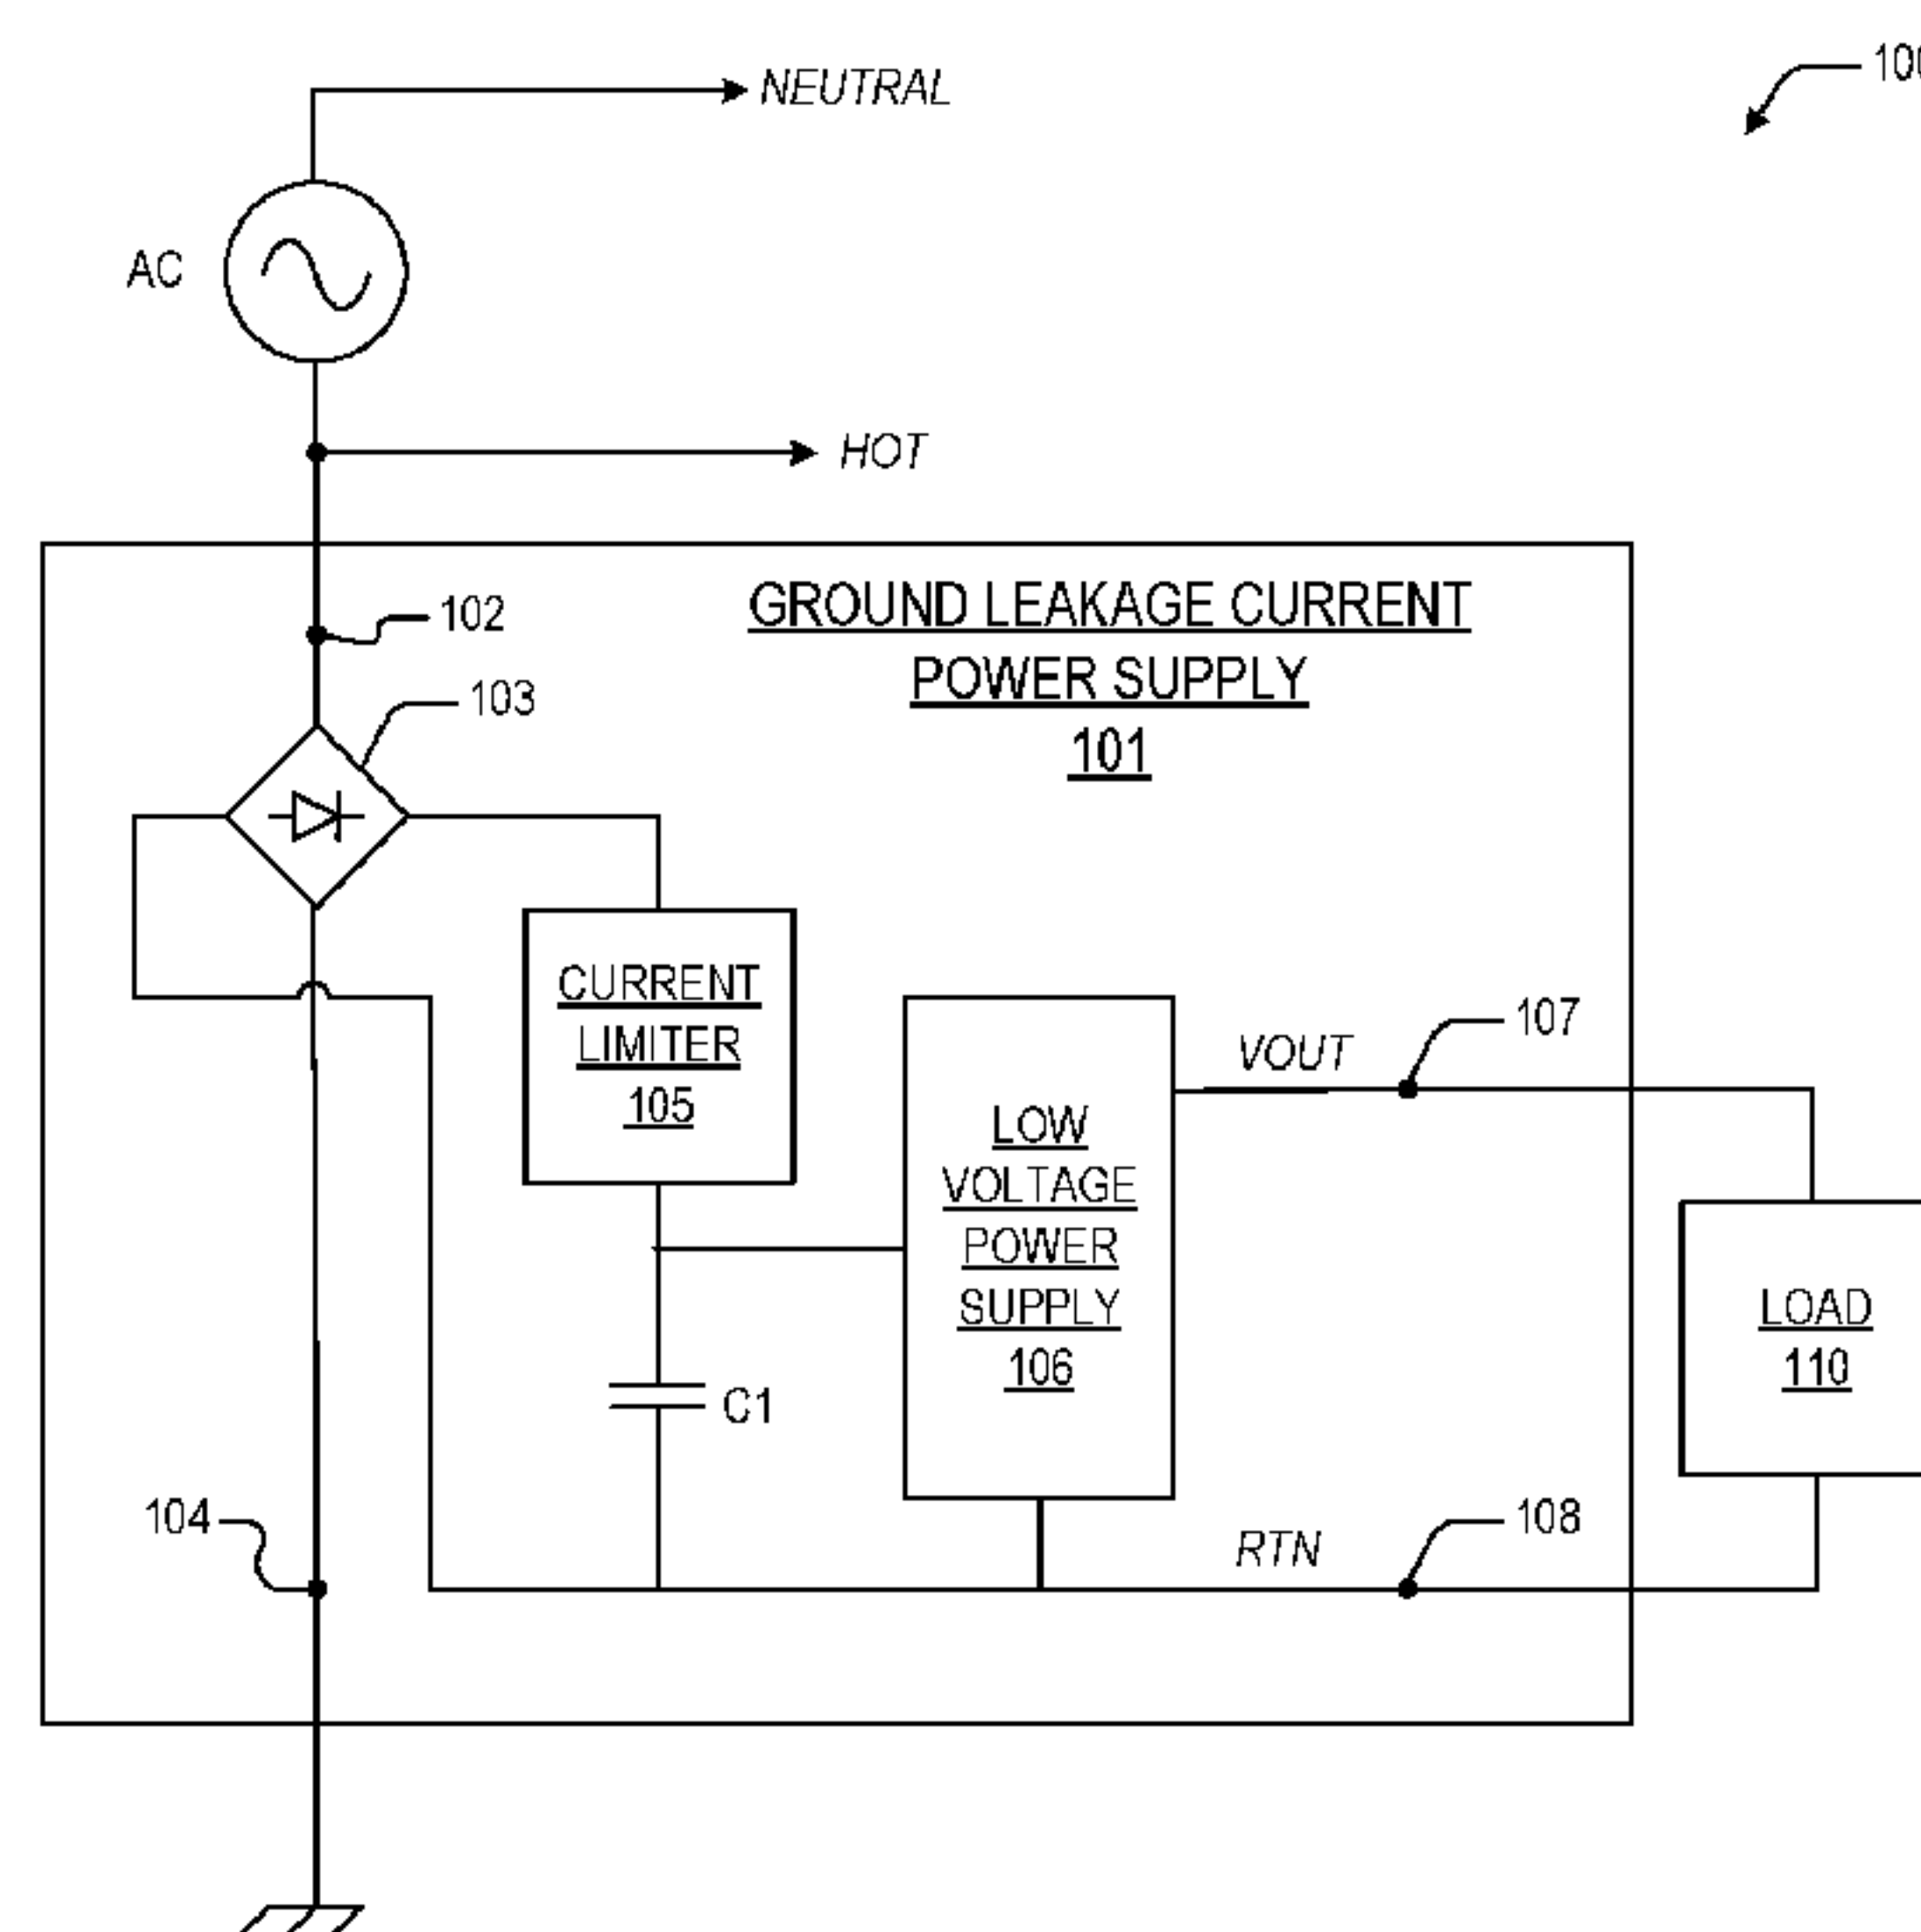 NEUTRAL
AC
HOT
GROUND LEAKAGE CURRENT
POWER SUPPLY
101
102
103
CURRENT
LIMITER
105
LOW
VOLTAGE
POWER
SUPPLY
106
VOUT
107
LOAD
110
C1
104
RTN
108